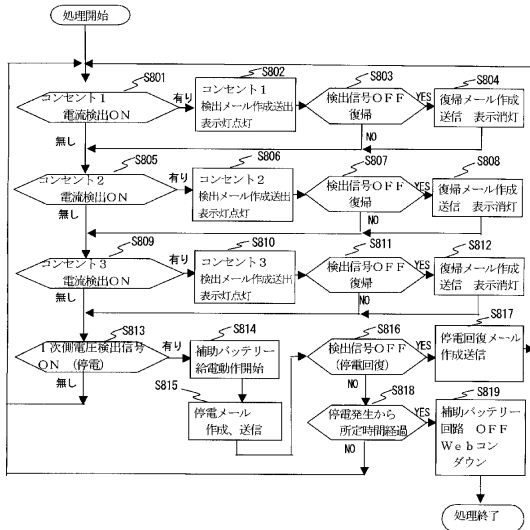 処理開始
S801
コンセント1
電流検出ON
有り
無し
S802
コンセント1
検出メール作成送出
表示灯点灯
S803
検出信号OFF
復帰
YES
NO
S804
復帰メール作成
送信 表示消灯
S805
コンセント2
電流検出ON
有り
無し
S806
コンセント2
検出メール作成送出
表示灯点灯
S807
検出信号OFF
復帰
YES
NO
S808
復帰メール作成
送信 表示消灯
S809
コンセント3
電流検出ON
有り
無し
S810
コンセント3
検出メール作成送出
表示灯点灯
S811
検出信号OFF
復帰
YES
NO
S812
復帰メール作成
送信 表示消灯
S813
1次側電圧検出信号
ON (停電)
有り
無し
S814
補助バッテリー
給電動作開始
S815
停電メール
作成、送信
S816
検出信号OFF
(停電回復)
YES
NO
S817
停電回復メール
作成送信
S818
停電発生から
所定時間経過
YES
NO
S819
補助バッテリー
回路 OFF
Webコン
ダウン
処理終了